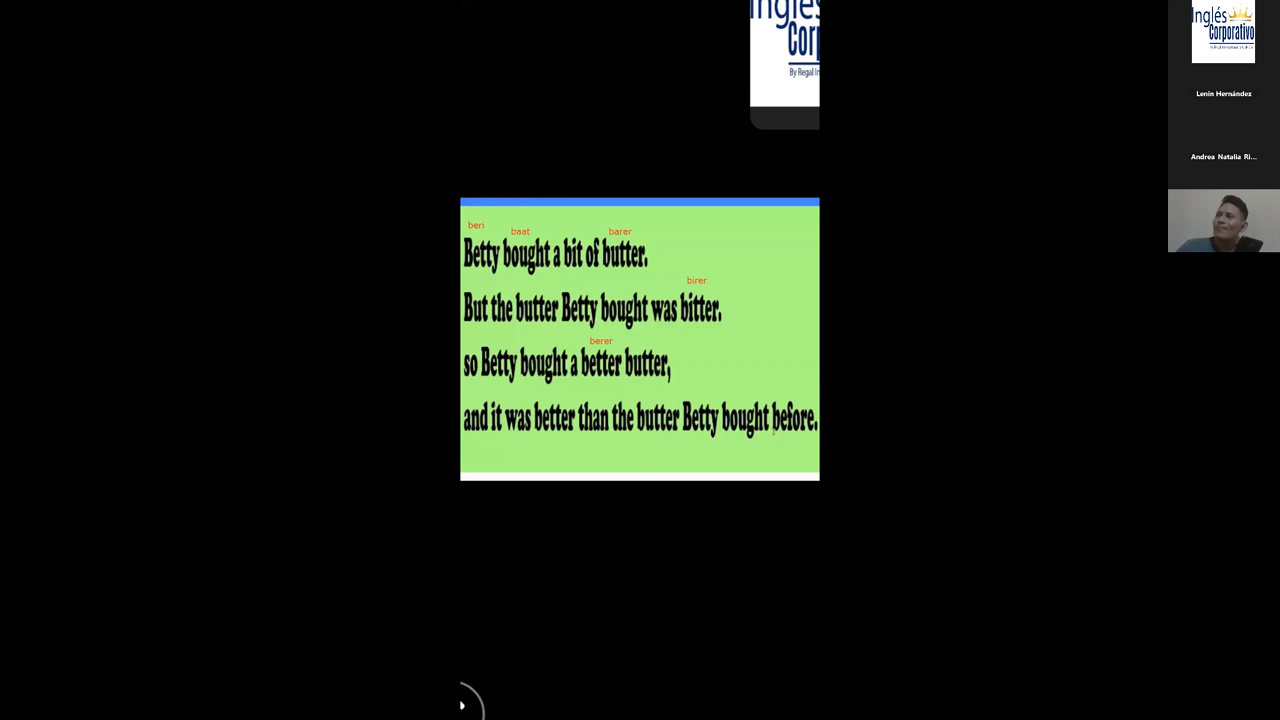 Inglés
Corp
By Regal In
beri
baat
barer
Betty bought a bit of butter.
birer
But the butter Betty bought was bitter.
berer
so Betty bought a better butter,
and it was better than the butter Betty bought before.
Inglés
Corporativo
Lenin Hernández
Andrea Natalia Ri...